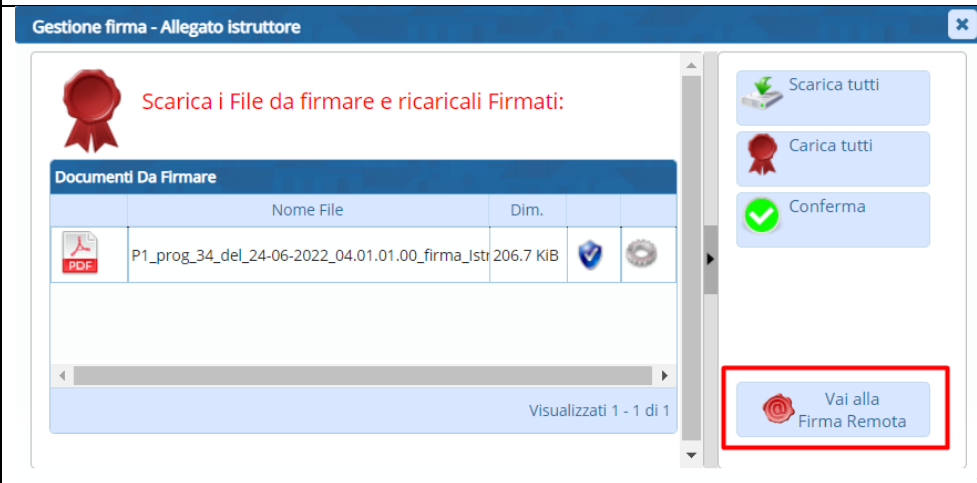 Gestione firma - Allegato istruttore
Scarica i File da firmare e ricaricali Firmati:
Documenti Da Firmare
Nome File Dim.
PDF P1_prog_34_del_24-06-2022_04.01.01.00_firma_Istr 206.7 KiB
Visualizzati 1 - 1 di 1
Scarica tutti
Carica tutti
Conferma
Vai alla
Firma Remota